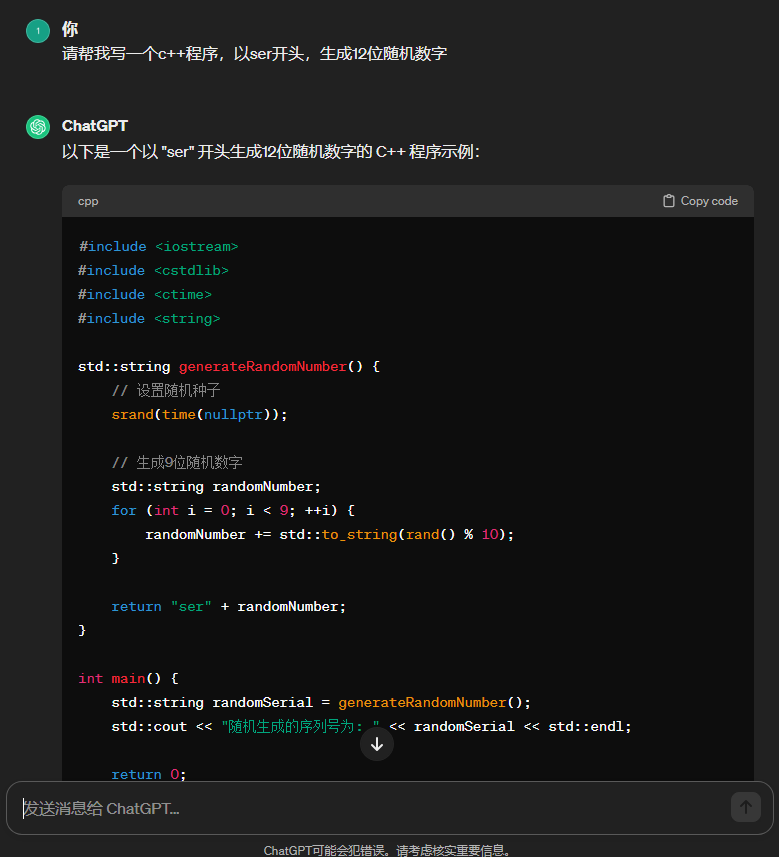 1
你
请帮我写一个c++程序，以ser开头，生成12位随机数字
ChatGPT
以下是一个以 "ser" 开头生成12位随机数字的 C++ 程序示例：
cpp
Copy code
#include <iostream>
#include <cstdlib>
#include <ctime>
#include <string>
std::string generateRandomNumber() {
    // 设置随机种子
    srand(time(nullptr));
    // 生成9位随机数字
    std::string randomNumber;
    for (int i = 0; i < 9; ++i) {
        randomNumber += std::to_string(rand() % 10);
    }
    return "ser" + randomNumber;
}
int main() {
    std::string randomSerial = generateRandomNumber();
    std::cout << "随机生成的序列号为: " << randomSerial << std::endl;
    return 0;
发送消息给 ChatGPT...
ChatGPT可能会犯错误。请考虑核实重要信息。